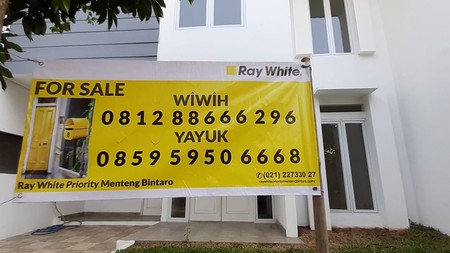 FOR SALE
Ray White.
WiWiH
0812 88666 296
YAYUK
0859 5950 6668
Ray White Priority Menteng Bintaro
(021) 227330 27